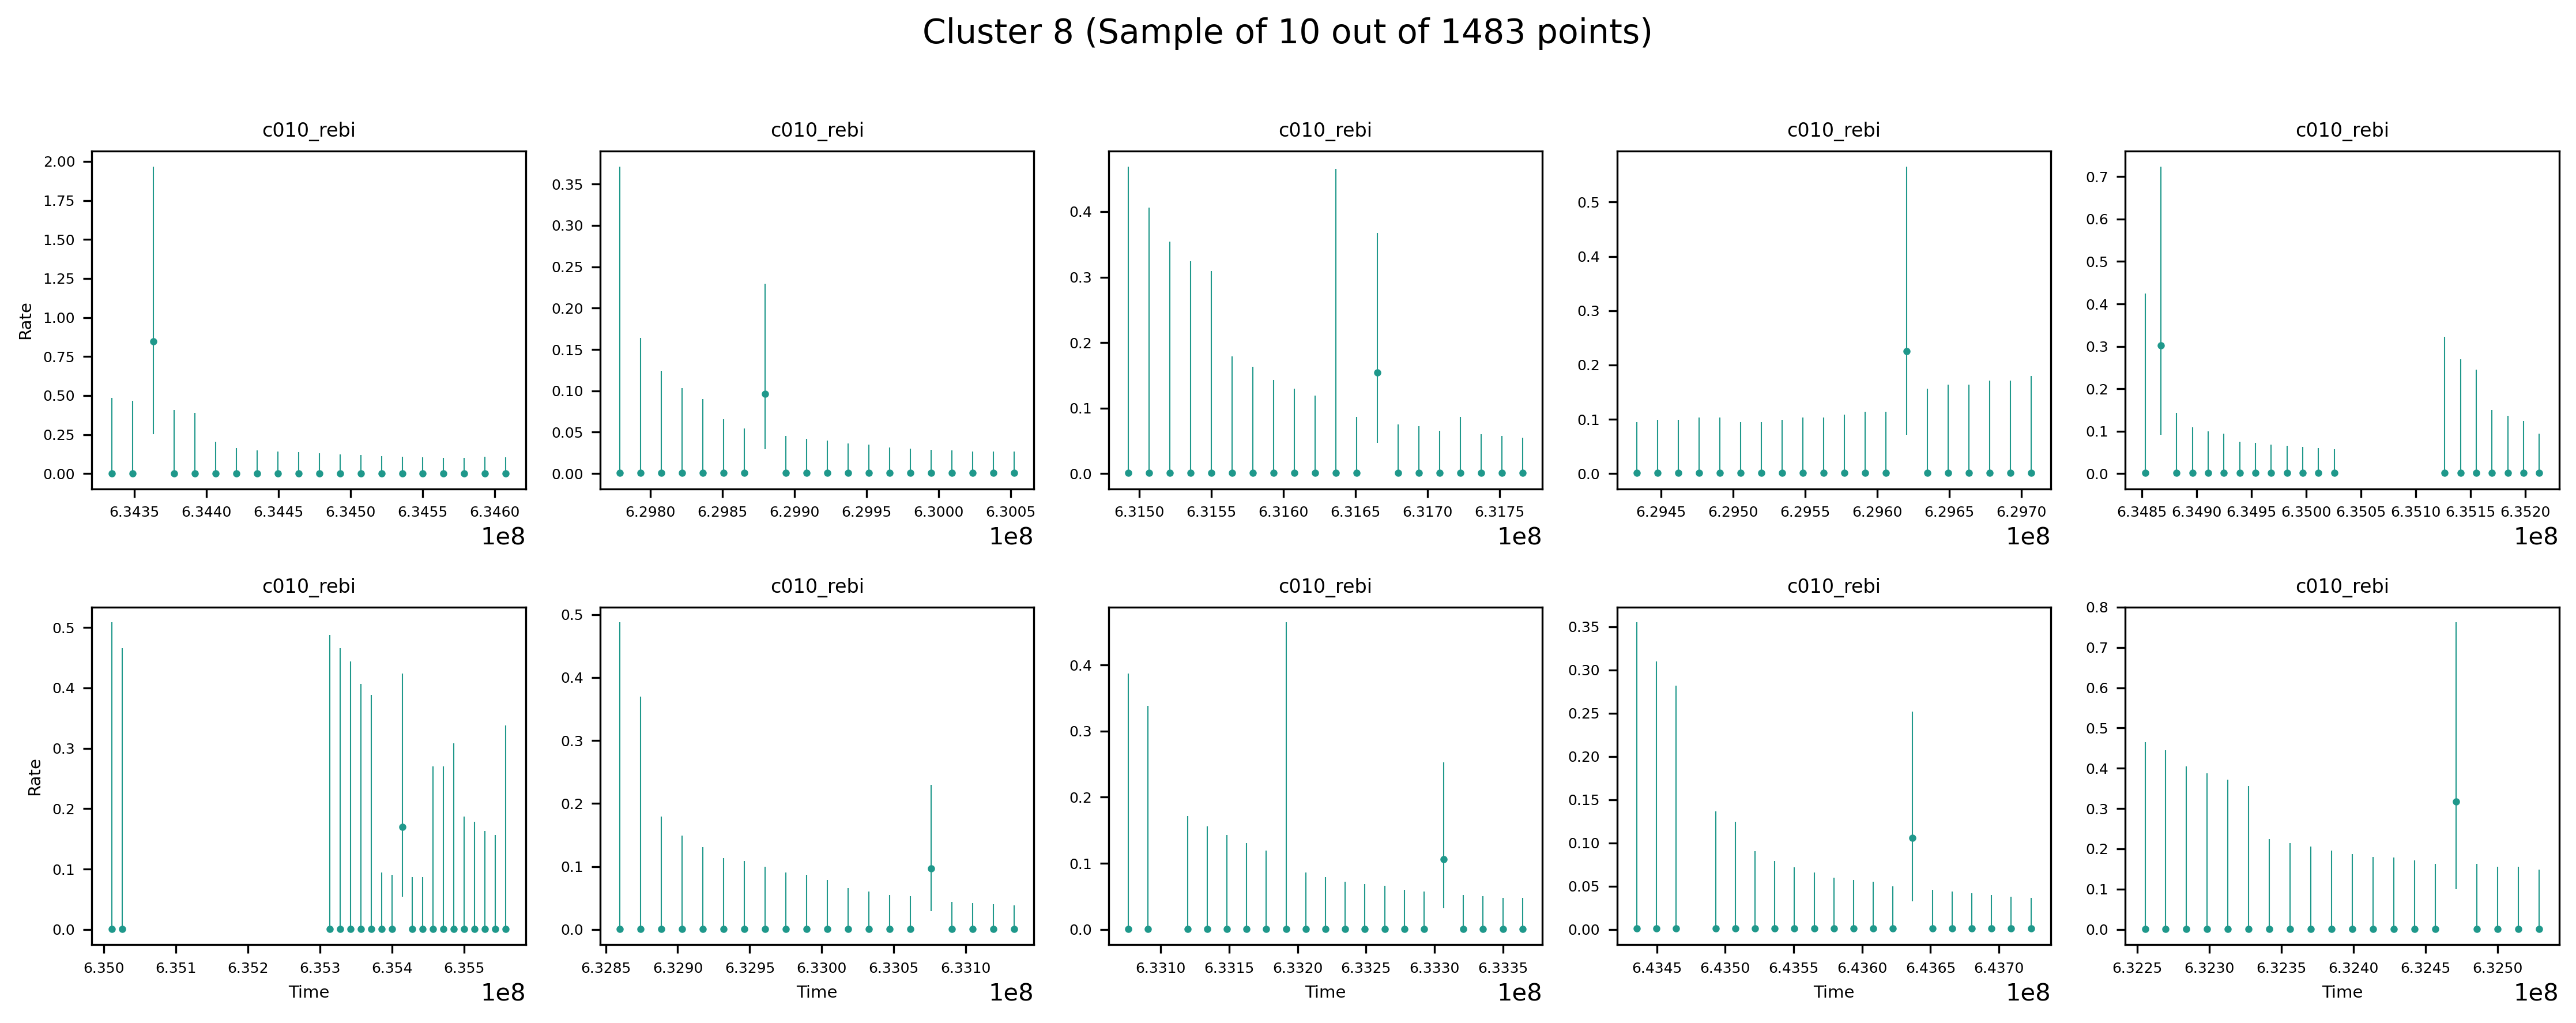 Cluster 8 (Sample of 10 out of 1483 points)
c010_rebi c010_rebi c010_rebi c010_rebi c010_rebi
Rate
2.00
1.75
1.50
1.25
1.00
0.75
0.50
0.25
0.00
6.3435 6.3440 6.3445 6.3450 6.3455 6.3460
1e8
0.35
0.30
0.25
0.20
0.15
0.10
0.05
0.00
6.2980 6.2985 6.2990 6.2995 6.3000 6.3005
1e8
0.4
0.3
0.2
0.1
0.0
6.3150 6.3155 6.3160 6.3165 6.3170 6.3175
1e8
0.5
0.4
0.3
0.2
0.1
0.0
6.2945 6.2950 6.2955 6.2960 6.2965 6.2970
1e8
0.7
0.6
0.5
0.4
0.3
0.2
0.1
0.0
6.3485 6.3490 6.3495 6.3500 6.3505 6.3510 6.3515 6.3520
1e8
c010_rebi c010_rebi c010_rebi c010_rebi c010_rebi
Rate
0.5
0.4
0.3
0.2
0.1
0.0
6.350 6.351 6.352 6.353 6.354 6.355
Time
1e8
0.5
0.4
0.3
0.2
0.1
0.0
6.3285 6.3290 6.3295 6.3300 6.3305 6.3310
Time
1e8
0.4
0.3
0.2
0.1
0.0
6.3310 6.3315 6.3320 6.3325 6.3330 6.3335
Time
1e8
0.35
0.30
0.25
0.20
0.15
0.10
0.05
0.00
6.4345 6.4350 6.4355 6.4360 6.4365 6.4370
Time
1e8
0.8
0.7
0.6
0.5
0.4
0.3
0.2
0.1
0.0
6.3225 6.3230 6.3235 6.3240 6.3245 6.3250
Time
1e8